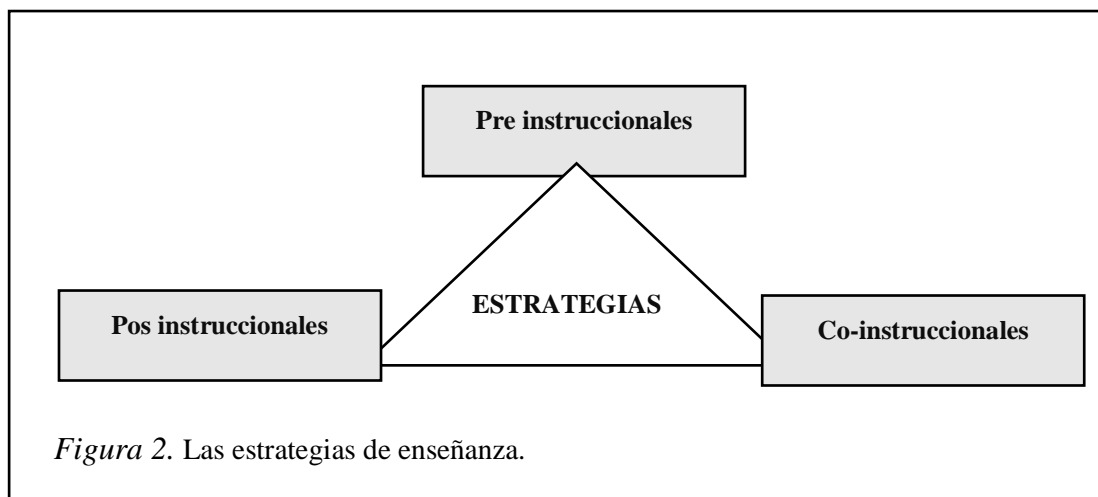 Pre instruccionales
ESTRATEGIAS
Pos instruccionales
Co-instruccionales
Figura 2. Las estrategias de enseñanza.